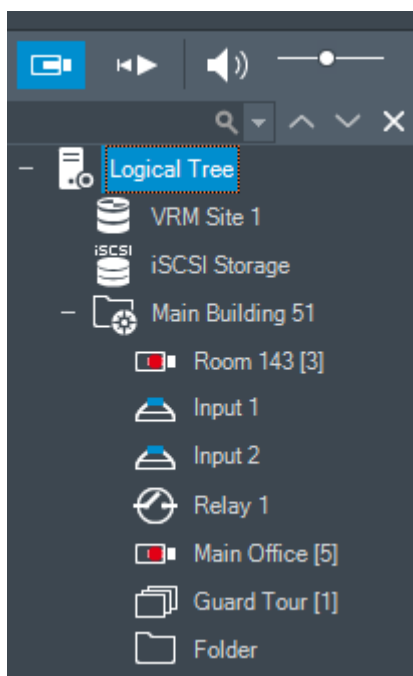 Logical Tree
VRM Site 1
iSCSI
iSCSI Storage
Main Building 51
Room 143 [3]
Input 1
Input 2
Relay 1
Main Office [5]
Guard Tour [1]
Folder